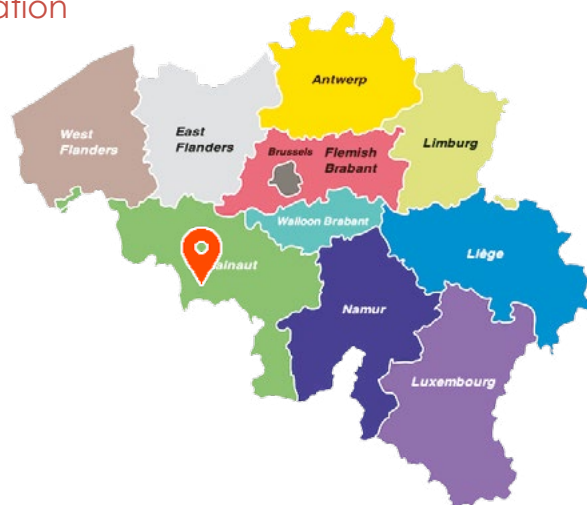 ation
Antwerp
West
Flanders
East
Flanders
Brussels
Flemish
Brabant
Limburg
Walloon Brabant
ainaut
Liège
Namur
Luxembourg